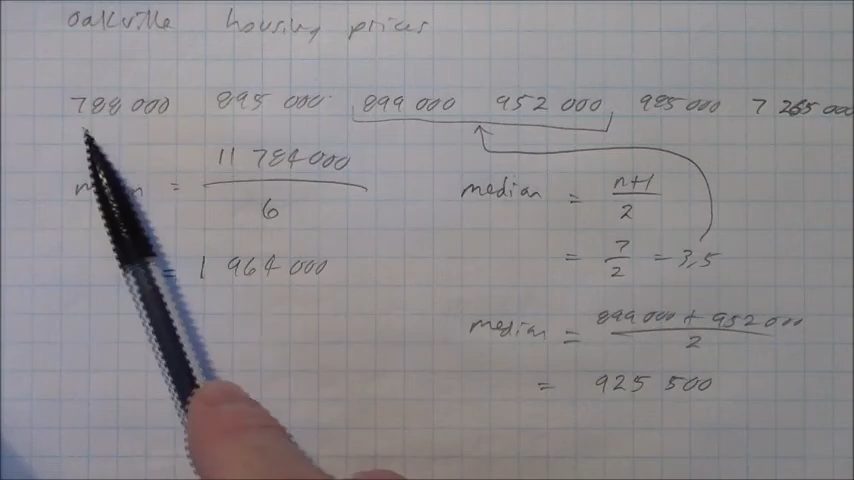 oakville housing prices
788 000 895 000 899 000 952 000 985 000 7 265 000
= 11 784 000 / 6
= 1 964 000
median = n+1 / 2
= 7 / 2 = 3,5
median = 899 000 + 952 000 / 2
= 925 500